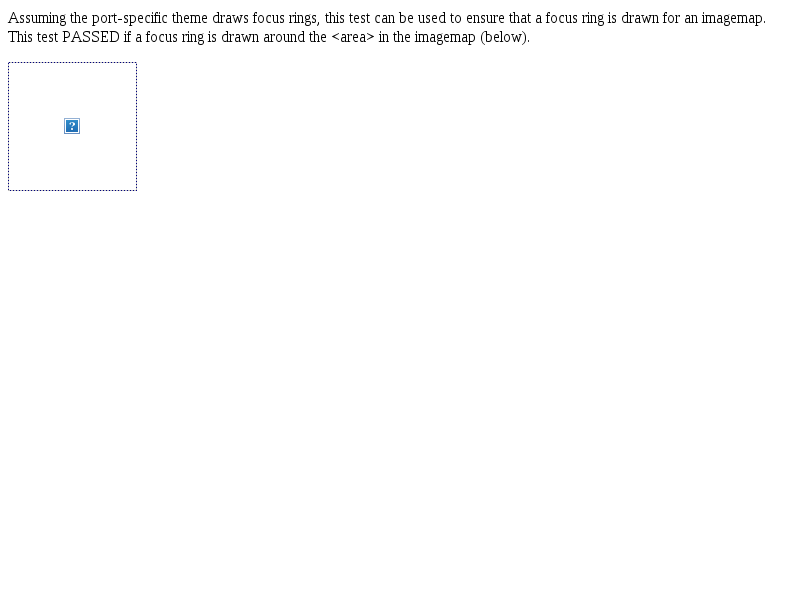 Assuming the port-specific theme draws focus rings, this test can be used to ensure that a focus ring is drawn for an imagemap.
This test PASSED if a focus ring is drawn around the <area> in the imagemap (below).
?